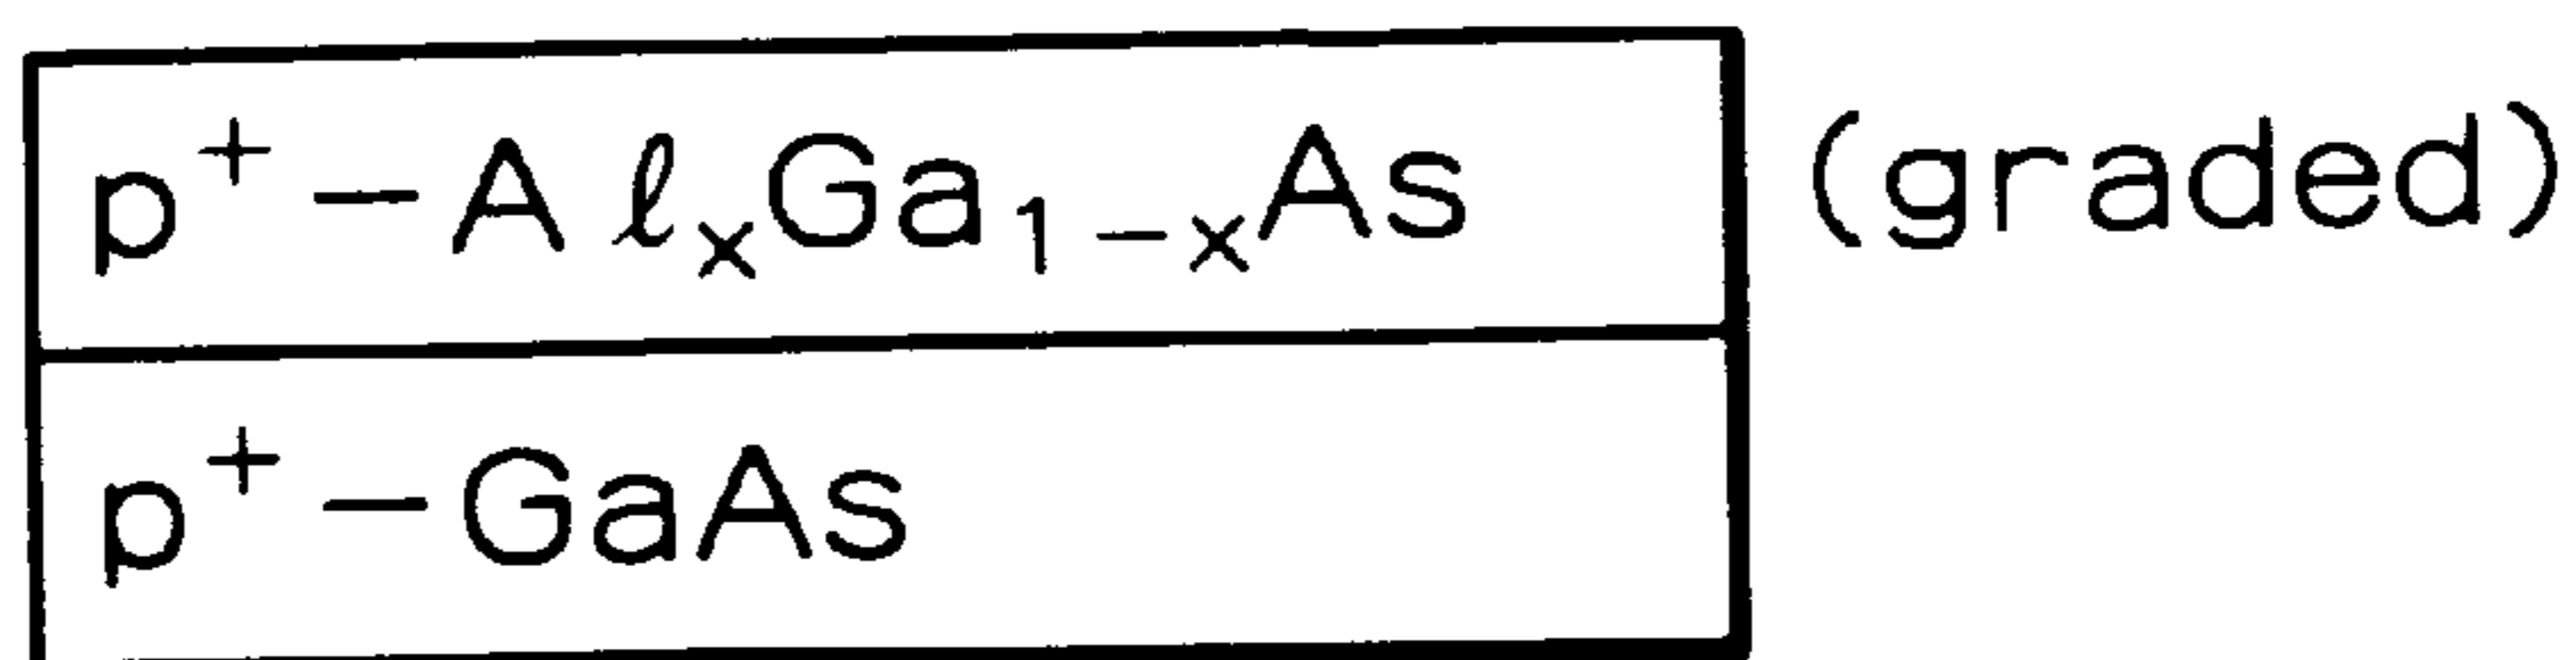 p⁺－AℓₓGa₁₋ₓAs (graded)
p⁺－GaAs